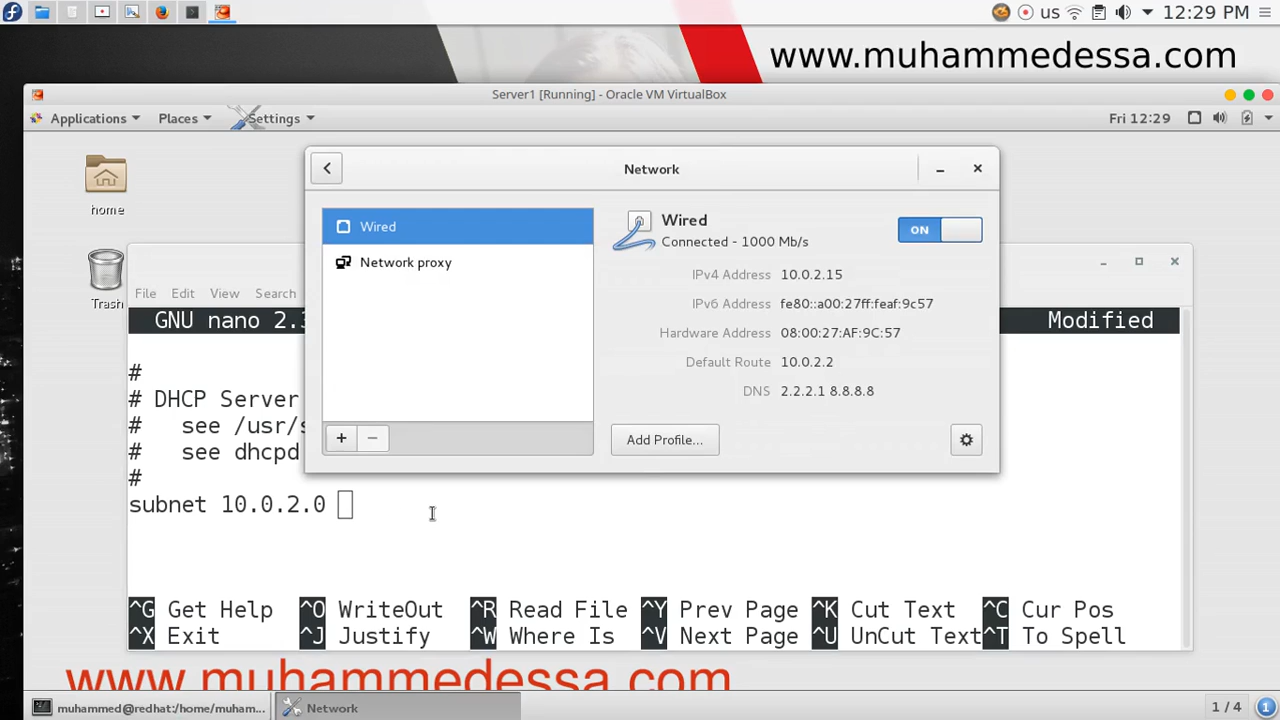 us 12:29 PM
www.muhammedessa.com
Server1 [Running] - Oracle VM VirtualBox
Applications Places Settings Fri 12:29
Network
home
Trash
Wired
Network proxy
Wired
Connected - 1000 Mb/s
ON
IPv4 Address 10.0.2.15
IPv6 Address fe80::a00:27ff:feaf:9c57
Hardware Address 08:00:27:AF:9C:57
Default Route 10.0.2.2
DNS 2.2.2.1 8.8.8.8
+ − Add Profile...
File Edit View Search
GNU nano 2.3 Modified
#
# DHCP Server
# see /usr/s
# see dhcpd
#
subnet 10.0.2.0
^G Get Help ^O WriteOut ^R Read File ^Y Prev Page ^K Cut Text ^C Cur Pos
^X Exit ^J Justify ^W Where Is ^V Next Page ^U UnCut Text ^T To Spell
www.muhammedessa.com
muhammed@redhat:/home/muham... Network 1 / 4 1